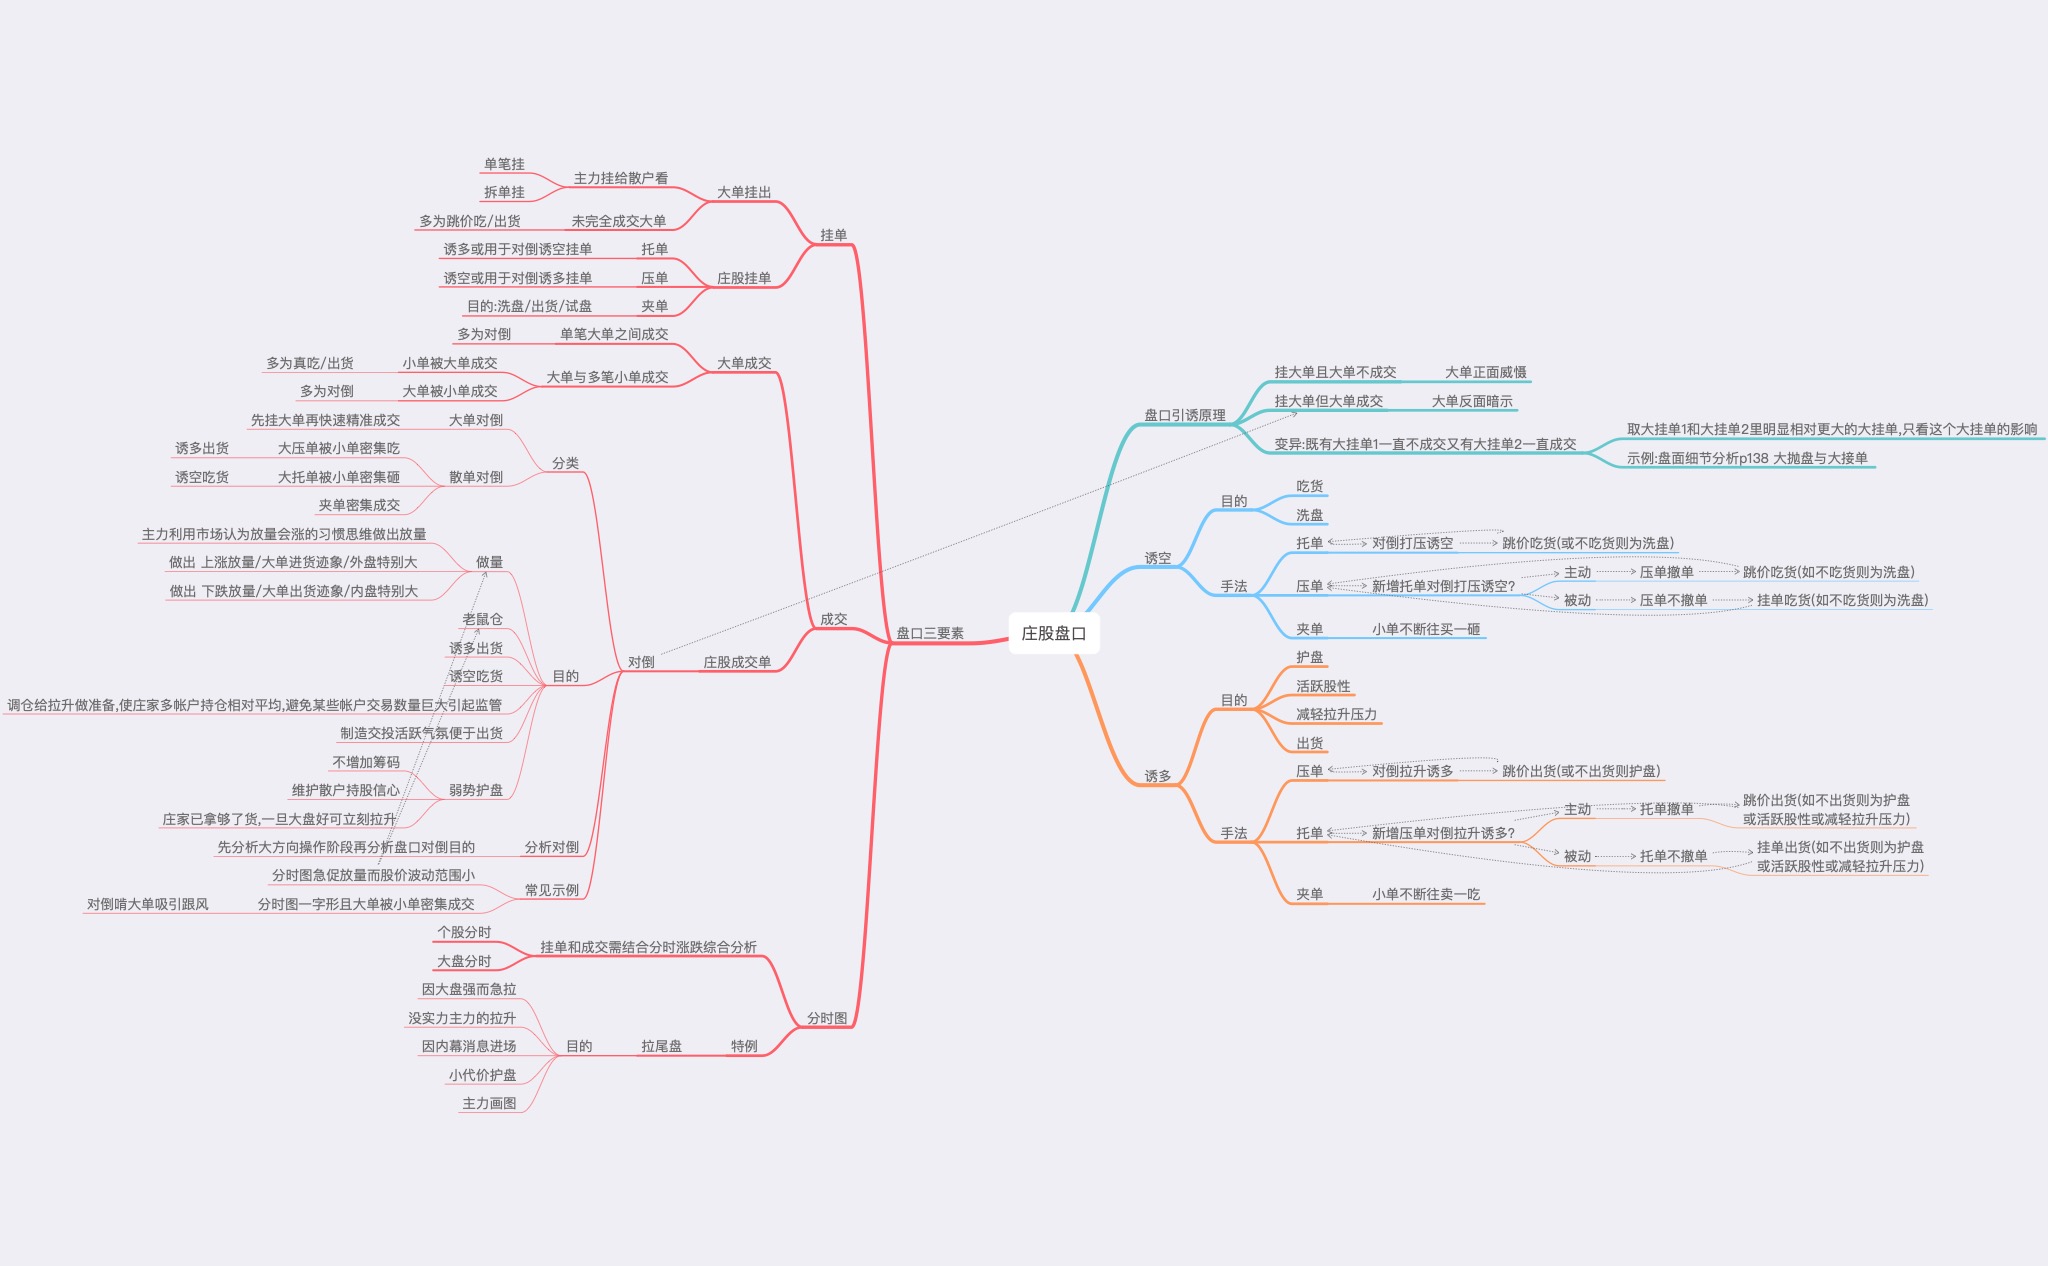 庄股盘口
盘口三要素
挂单
大单挂出
主力挂给散户看
单笔挂
拆单挂
未完全成交大单
多为跳价吃/出货
庄股挂单
托单
诱多或用于对倒诱空挂单
压单
诱空或用于对倒诱多挂单
夹单
目的:洗盘/出货/试盘
成交
大单成交
单笔大单之间成交
多为对倒
大单与多笔小单成交
小单被大单成交
多为真吃/出货
大单被小单成交
多为对倒
庄股成交单
对倒
分类
大单对倒
先挂大单再快速精准成交
散单对倒
大压单被小单密集吃
诱多出货
大托单被小单密集砸
诱空吃货
夹单密集成交
目的
做量
主力利用市场认为放量会涨的习惯思维做出放量
做出 上涨放量/大单进货迹象/外盘特别大
做出 下跌放量/大单出货迹象/内盘特别大
老鼠仓
诱多出货
诱空吃货
调仓给拉升做准备,使庄家多帐户持仓相对平均,避免某些帐户交易数量巨大引起监管
制造交投活跃气氛便于出货
弱势护盘
不增加筹码
维护散户持股信心
庄家已拿够了货,一旦大盘好可立刻拉升
分析对倒
先分析大方向操作阶段再分析盘口对倒目的
常见示例
分时图急促放量而股价波动范围小
分时图一字形且大单被小单密集成交
对倒啃大单吸引跟风
分时图
挂单和成交需结合分时涨跌综合分析
个股分时
大盘分时
特例
拉尾盘
目的
因大盘强而急拉
没实力主力的拉升
因内幕消息进场
小代价护盘
主力画图
盘口引诱原理
挂大单且大单不成交
大单正面威慑
挂大单但大单成交
大单反面暗示
变异:既有大挂单1一直不成交又有大挂单2一直成交
取大挂单1和大挂单2里明显相对更大的大挂单,只看这个大挂单的影响
示例:盘面细节分析p138 大抛盘与大接单
诱空
目的
吃货
洗盘
手法
托单
对倒打压诱空
跳价吃货(或不吃货则为洗盘)
压单
新增托单对倒打压诱空?
主动
压单撤单
跳价吃货(如不吃货则为洗盘)
被动
压单不撤单
挂单吃货(如不吃货则为洗盘)
夹单
小单不断往买一砸
诱多
目的
护盘
活跃股性
减轻拉升压力
出货
手法
压单
对倒拉升诱多
跳价出货(或不出货则护盘)
托单
新增压单对倒拉升诱多?
主动
托单撤单
跳价出货(如不出货则为护盘
或活跃股性或减轻拉升压力)
被动
托单不撤单
挂单出货(如不出货则为护盘
或活跃股性或减轻拉升压力)
夹单
小单不断往卖一吃